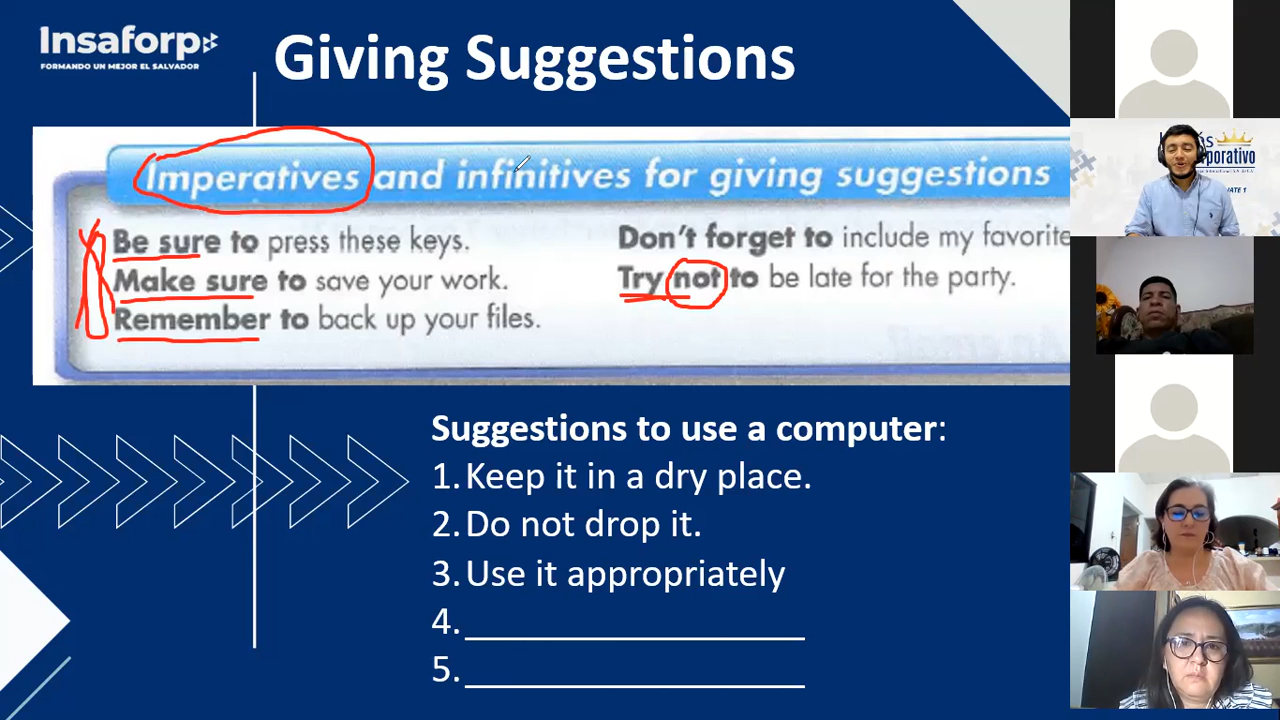 Insaforp
FORMANDO UN MEJOR EL SALVADOR
Giving Suggestions
Imperatives and infinitives for giving suggestions
Be sure to press these keys.
Make sure to save your work.
Remember to back up your files.
Don't forget to include my favorite
Try not to be late for the party.
Suggestions to use a computer:
1. Keep it in a dry place.
2. Do not drop it.
3. Use it appropriately
4.
5.